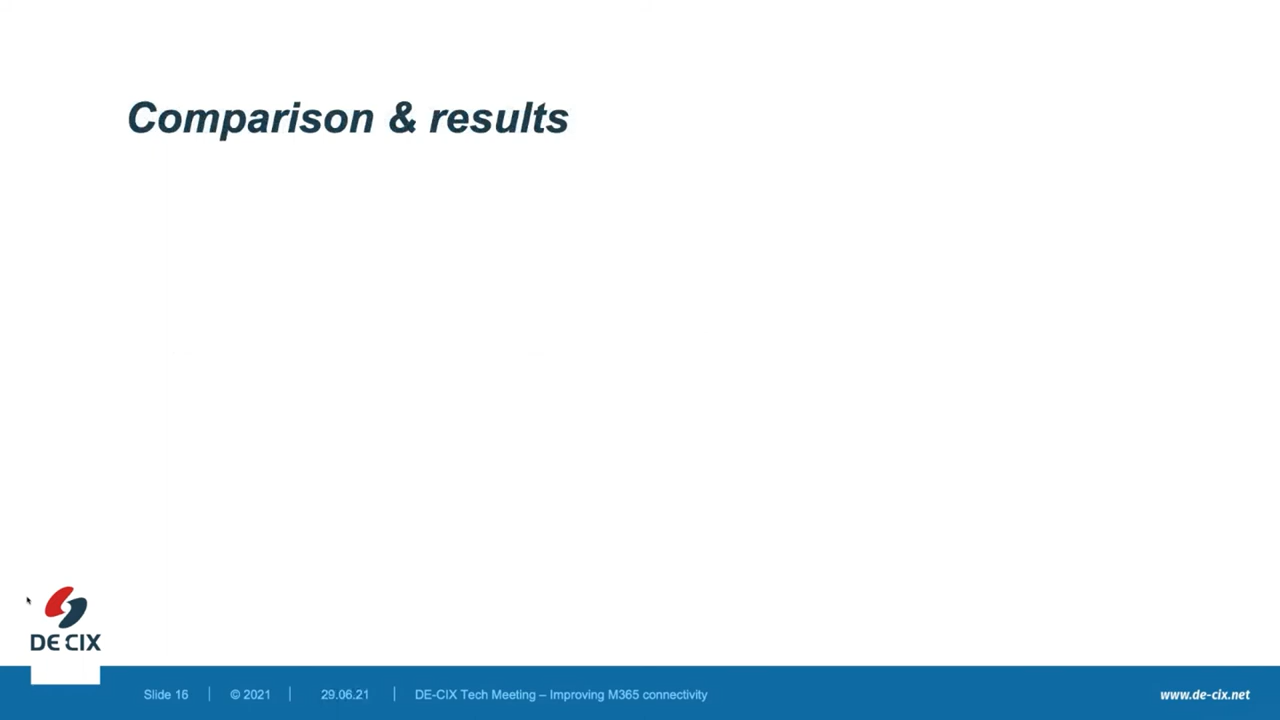 Comparison & results
DE CIX
Slide 16 | © 2021 | 29.06.21 | DE-CIX Tech Meeting – Improving M365 connectivity
www.de-cix.net